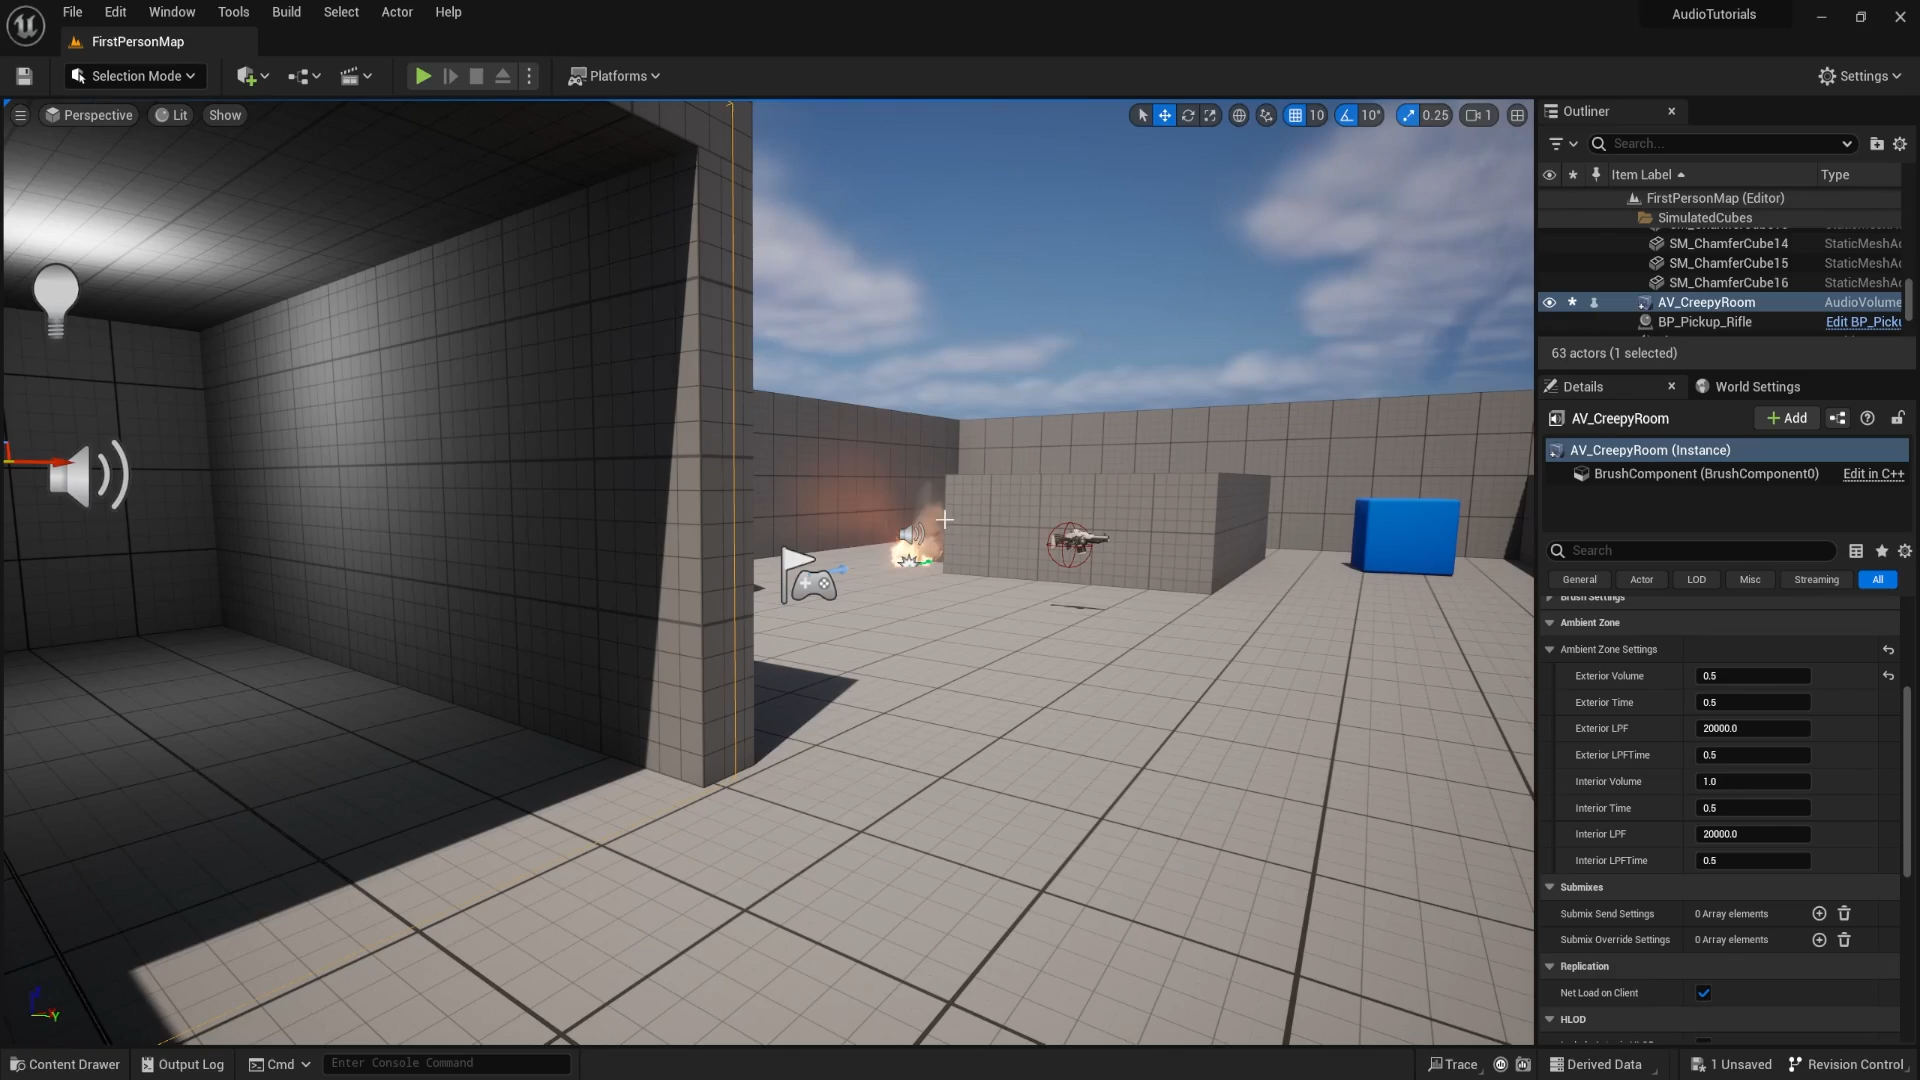 File Edit Window Tools Build Select Actor Help
AudioTutorials
FirstPersonMap
Selection Mode
Platforms
Settings
Perspective
Lit
Show
10
10°
0.25
1
Outliner
Search...
Item Label
Type
FirstPersonMap (Editor)
SimulatedCubes
SM_ChamferCube14 StaticMeshAc
SM_ChamferCube15 StaticMeshAc
SM_ChamferCube16 StaticMeshAc
AV_CreepyRoom AudioVolume
BP_Pickup_Rifle Edit BP_Picku
63 actors (1 selected)
Details
World Settings
AV_CreepyRoom
Add
AV_CreepyRoom (Instance)
BrushComponent (BrushComponent0) Edit in C++
Search
General Actor LOD Misc Streaming All
Brush Settings
Ambient Zone
Ambient Zone Settings
Exterior Volume 0.5
Exterior Time 0.5
Exterior LPF 20000.0
Exterior LPFTime 0.5
Interior Volume 1.0
Interior Time 0.5
Interior LPF 20000.0
Interior LPFTime 0.5
Submixes
Submix Send Settings 0 Array elements
Submix Override Settings 0 Array elements
Replication
Net Load on Client
HLOD
Z
Y
Content Drawer
Output Log
Cmd
Enter Console Command
Trace
Derived Data
1 Unsaved
Revision Control